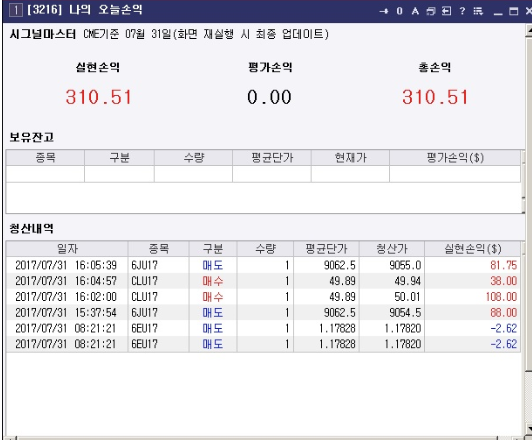 1 [3216] 나의 오늘손익
시그널마스터 CME기준 07월 31일(화면 재실행 시 최종 업데이트)
실현손익 평가손익 총손익
310.51 0.00 310.51
보유잔고
종목 구분 수량 평균단가 현재가 평가손익($)
청산내역
일자 종목 구분 수량 평균단가 청산가 실현손익($)
2017/07/31 16:05:39 6JU17 매도 1 9062.5 9055.0 81.75
2017/07/31 16:04:57 CLU17 매수 1 49.89 49.94 38.00
2017/07/31 16:02:00 CLU17 매수 1 49.89 50.01 108.00
2017/07/31 15:37:54 6JU17 매도 1 9062.5 9054.5 88.00
2017/07/31 08:21:21 6EU17 매도 1 1.17828 1.17820 -2.62
2017/07/31 08:21:21 6EU17 매도 1 1.17828 1.17820 -2.62